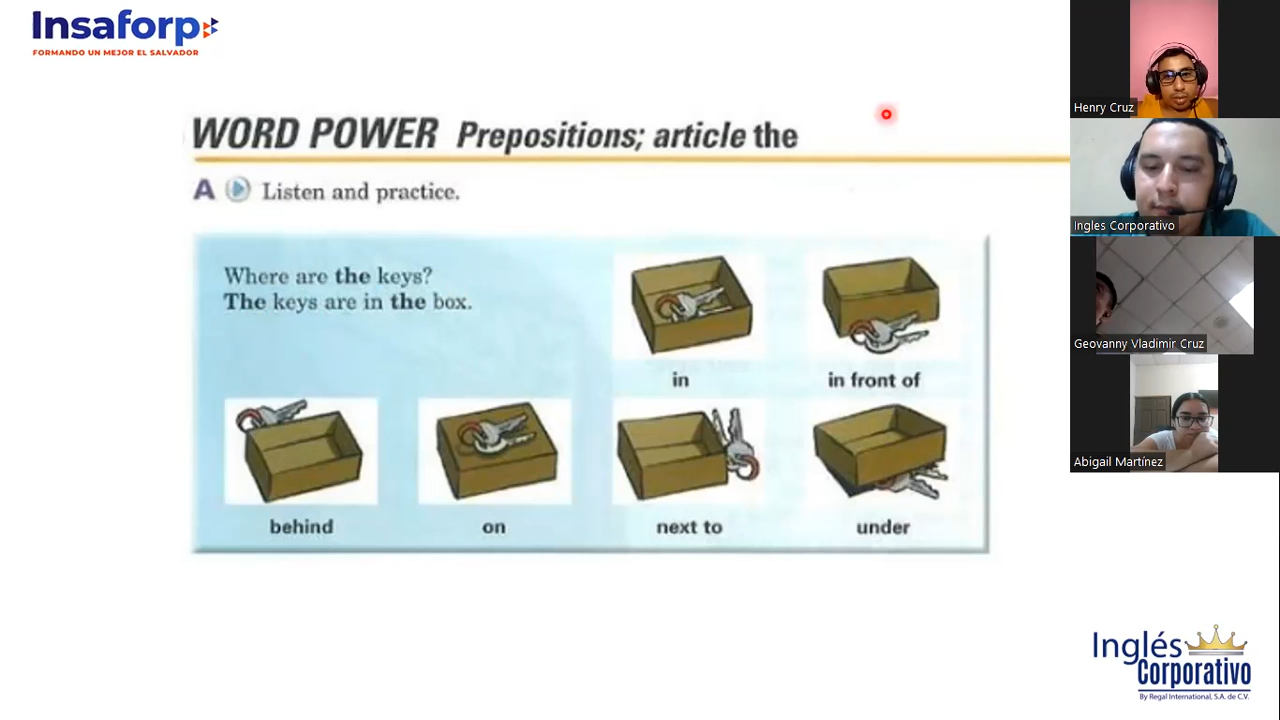 Insaforp
FORMANDO UN MEJOR EL SALVADOR
WORD POWER Prepositions; article the
A Listen and practice.
Where are the keys?
The keys are in the box.
in
in front of
behind
on
next to
under
Henry Cruz
Ingles Corporativo
Geovanny Vladimir Cruz
Abigail Martínez
Inglés
Corporativo
By Regal International, S.A. de C.V.